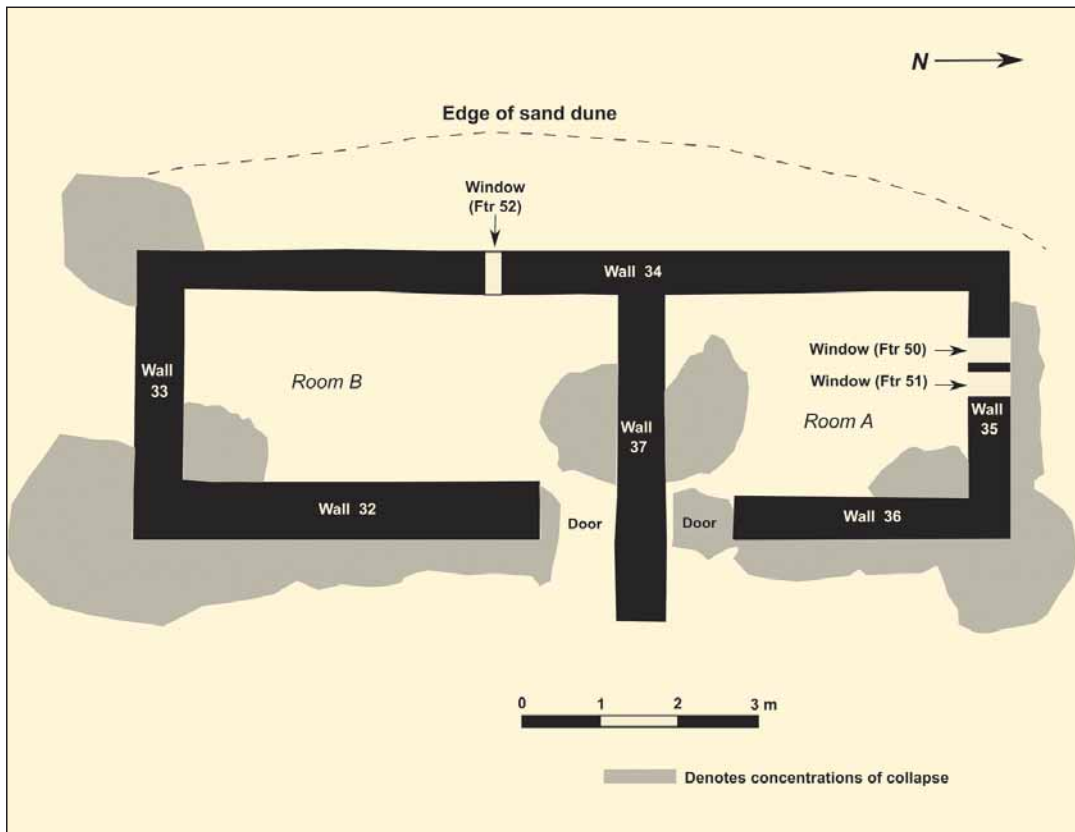 N
Edge of sand dune
Window
(Ftr 52)
Wall 34
Window (Ftr 50)
Wall
33
Room B
Window (Ftr 51)
Wall
37
Room A
Wall
35
Wall 32
Door
Door
Wall 36
0 1 2 3 m
Denotes concentrations of collapse